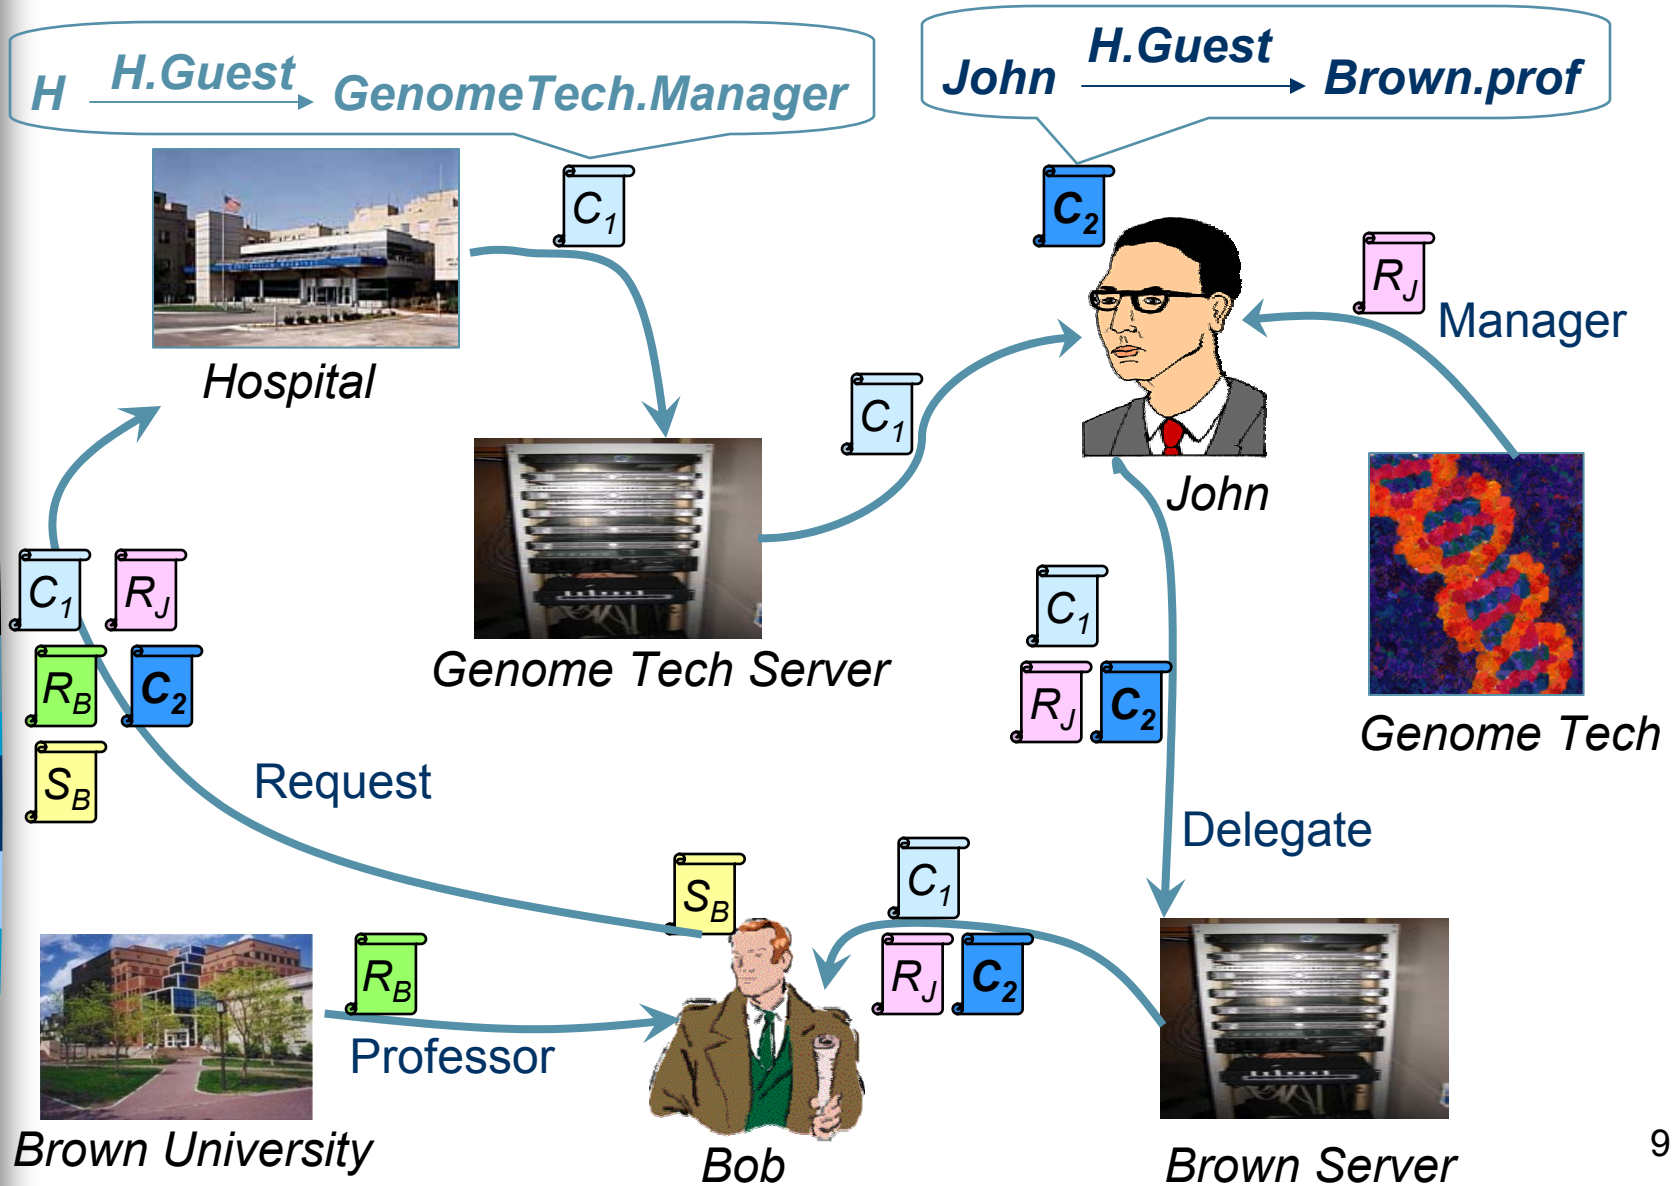 H H.Guest GenomeTech.Manager
John H.Guest Brown.prof
C1
C2
RJ
Manager
Hospital
C1
John
C1 RJ
RB C2
SB
Genome Tech Server
C1
RJ C2
Genome Tech
Request
Delegate
SB
C1
RB
RJ C2
Professor
Brown University
Bob
Brown Server
9